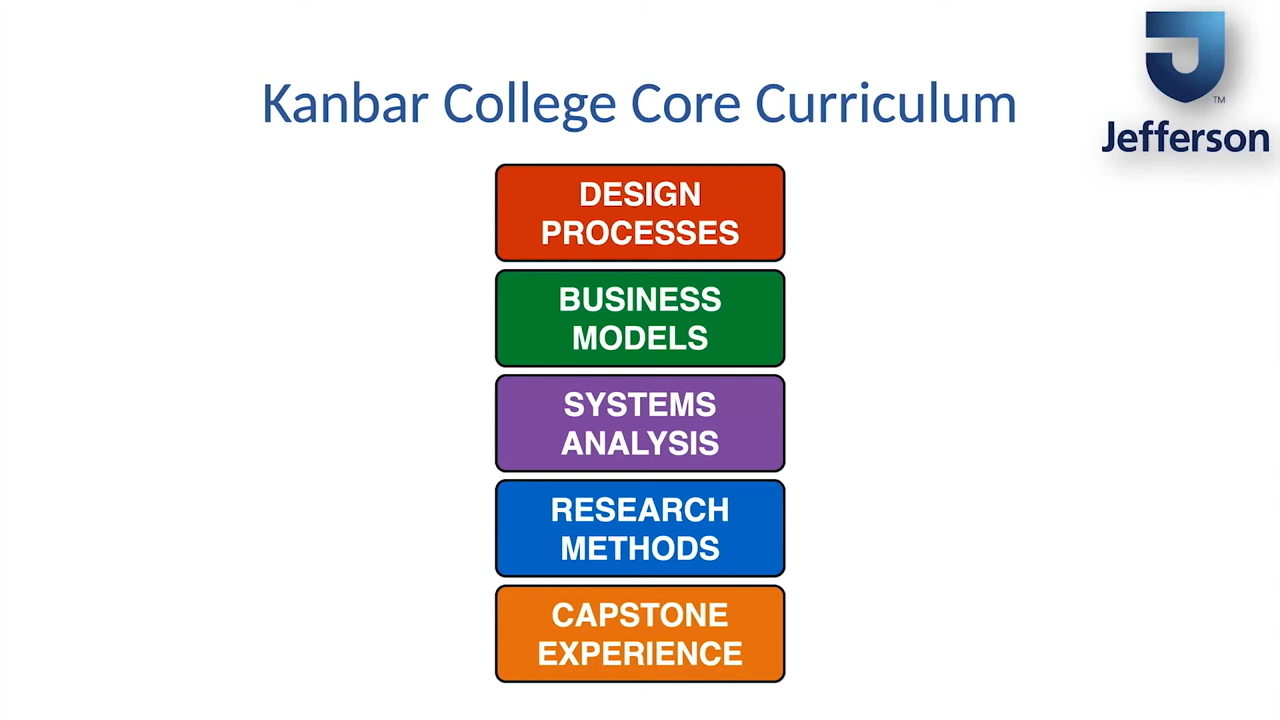 Kanbar College Core Curriculum
TM
Jefferson
DESIGN
PROCESSES
BUSINESS
MODELS
SYSTEMS
ANALYSIS
RESEARCH
METHODS
CAPSTONE
EXPERIENCE